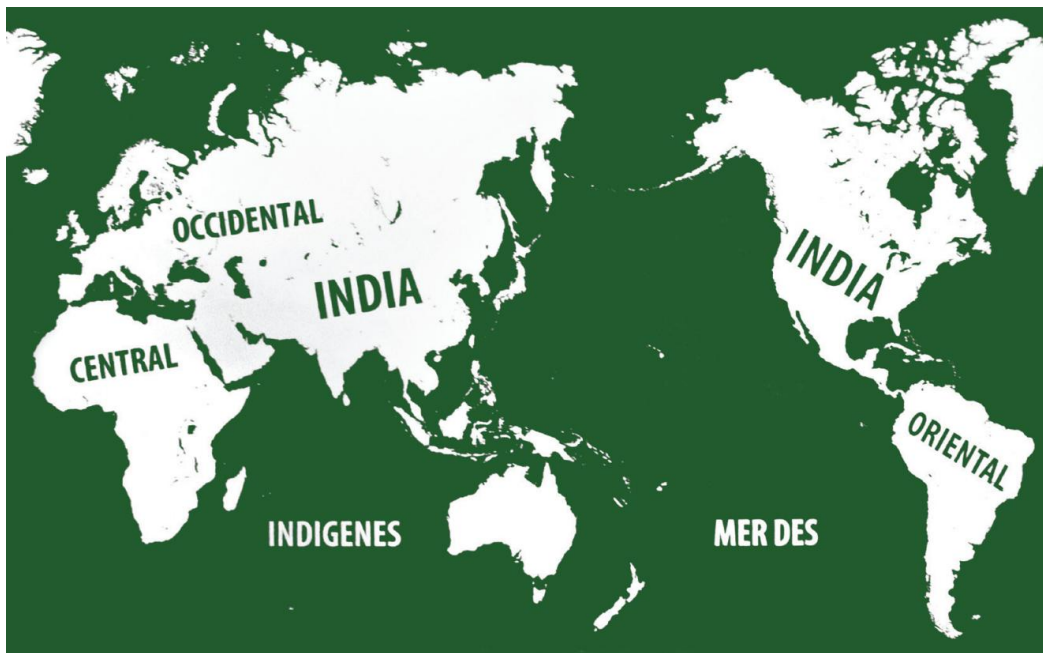 OCCIDENTAL
INDIA
INDIA
CENTRAL
ORIENTAL
INDIGENES
MER DES